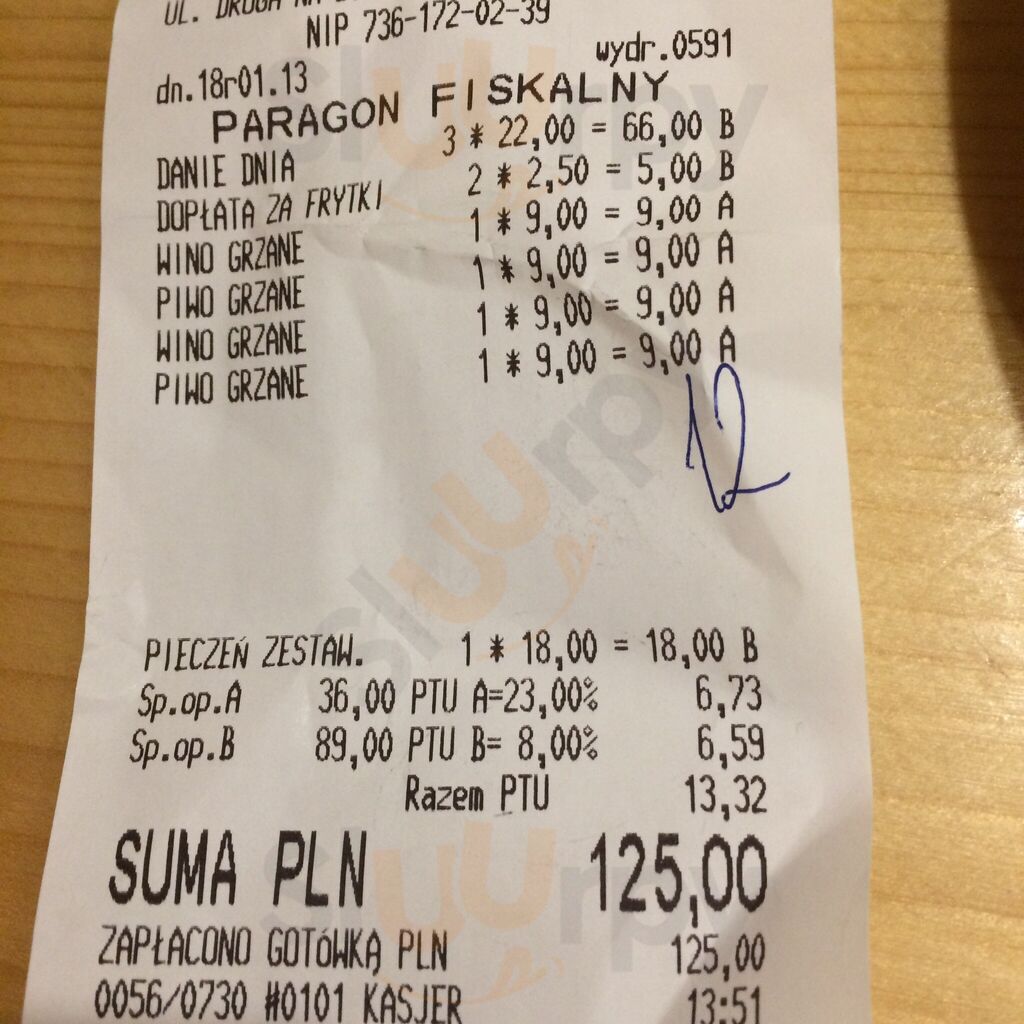 UL. DROGA
NIP 736-172-02-39
dn.18r01.13 wydr.0591
PARAGON FISKALNY
DANIE DNIA 3 * 22,00 = 66,00 B
DOPŁATA ZA FRYTKI 2 * 2,50 = 5,00 B
WINO GRZANE 1 * 9,00 = 9,00 A
PIWO GRZANE 1 * 9,00 = 9,00 A
WINO GRZANE 1 * 9,00 = 9,00 A
PIWO GRZANE 1 * 9,00 = 9,00 A
12
PIECZEŃ ZESTAW. 1 * 18,00 = 18,00 B
Sp.op.A 36,00 PTU A=23,00% 6,73
Sp.op.B 89,00 PTU B= 8,00% 6,59
Razem PTU 13,32
SUMA PLN 125,00
ZAPŁACONO GOTÓWKĄ PLN 125,00
0056/0730 #0101 KASJER 13:51
sluurpy
sluurpy
sluurpy